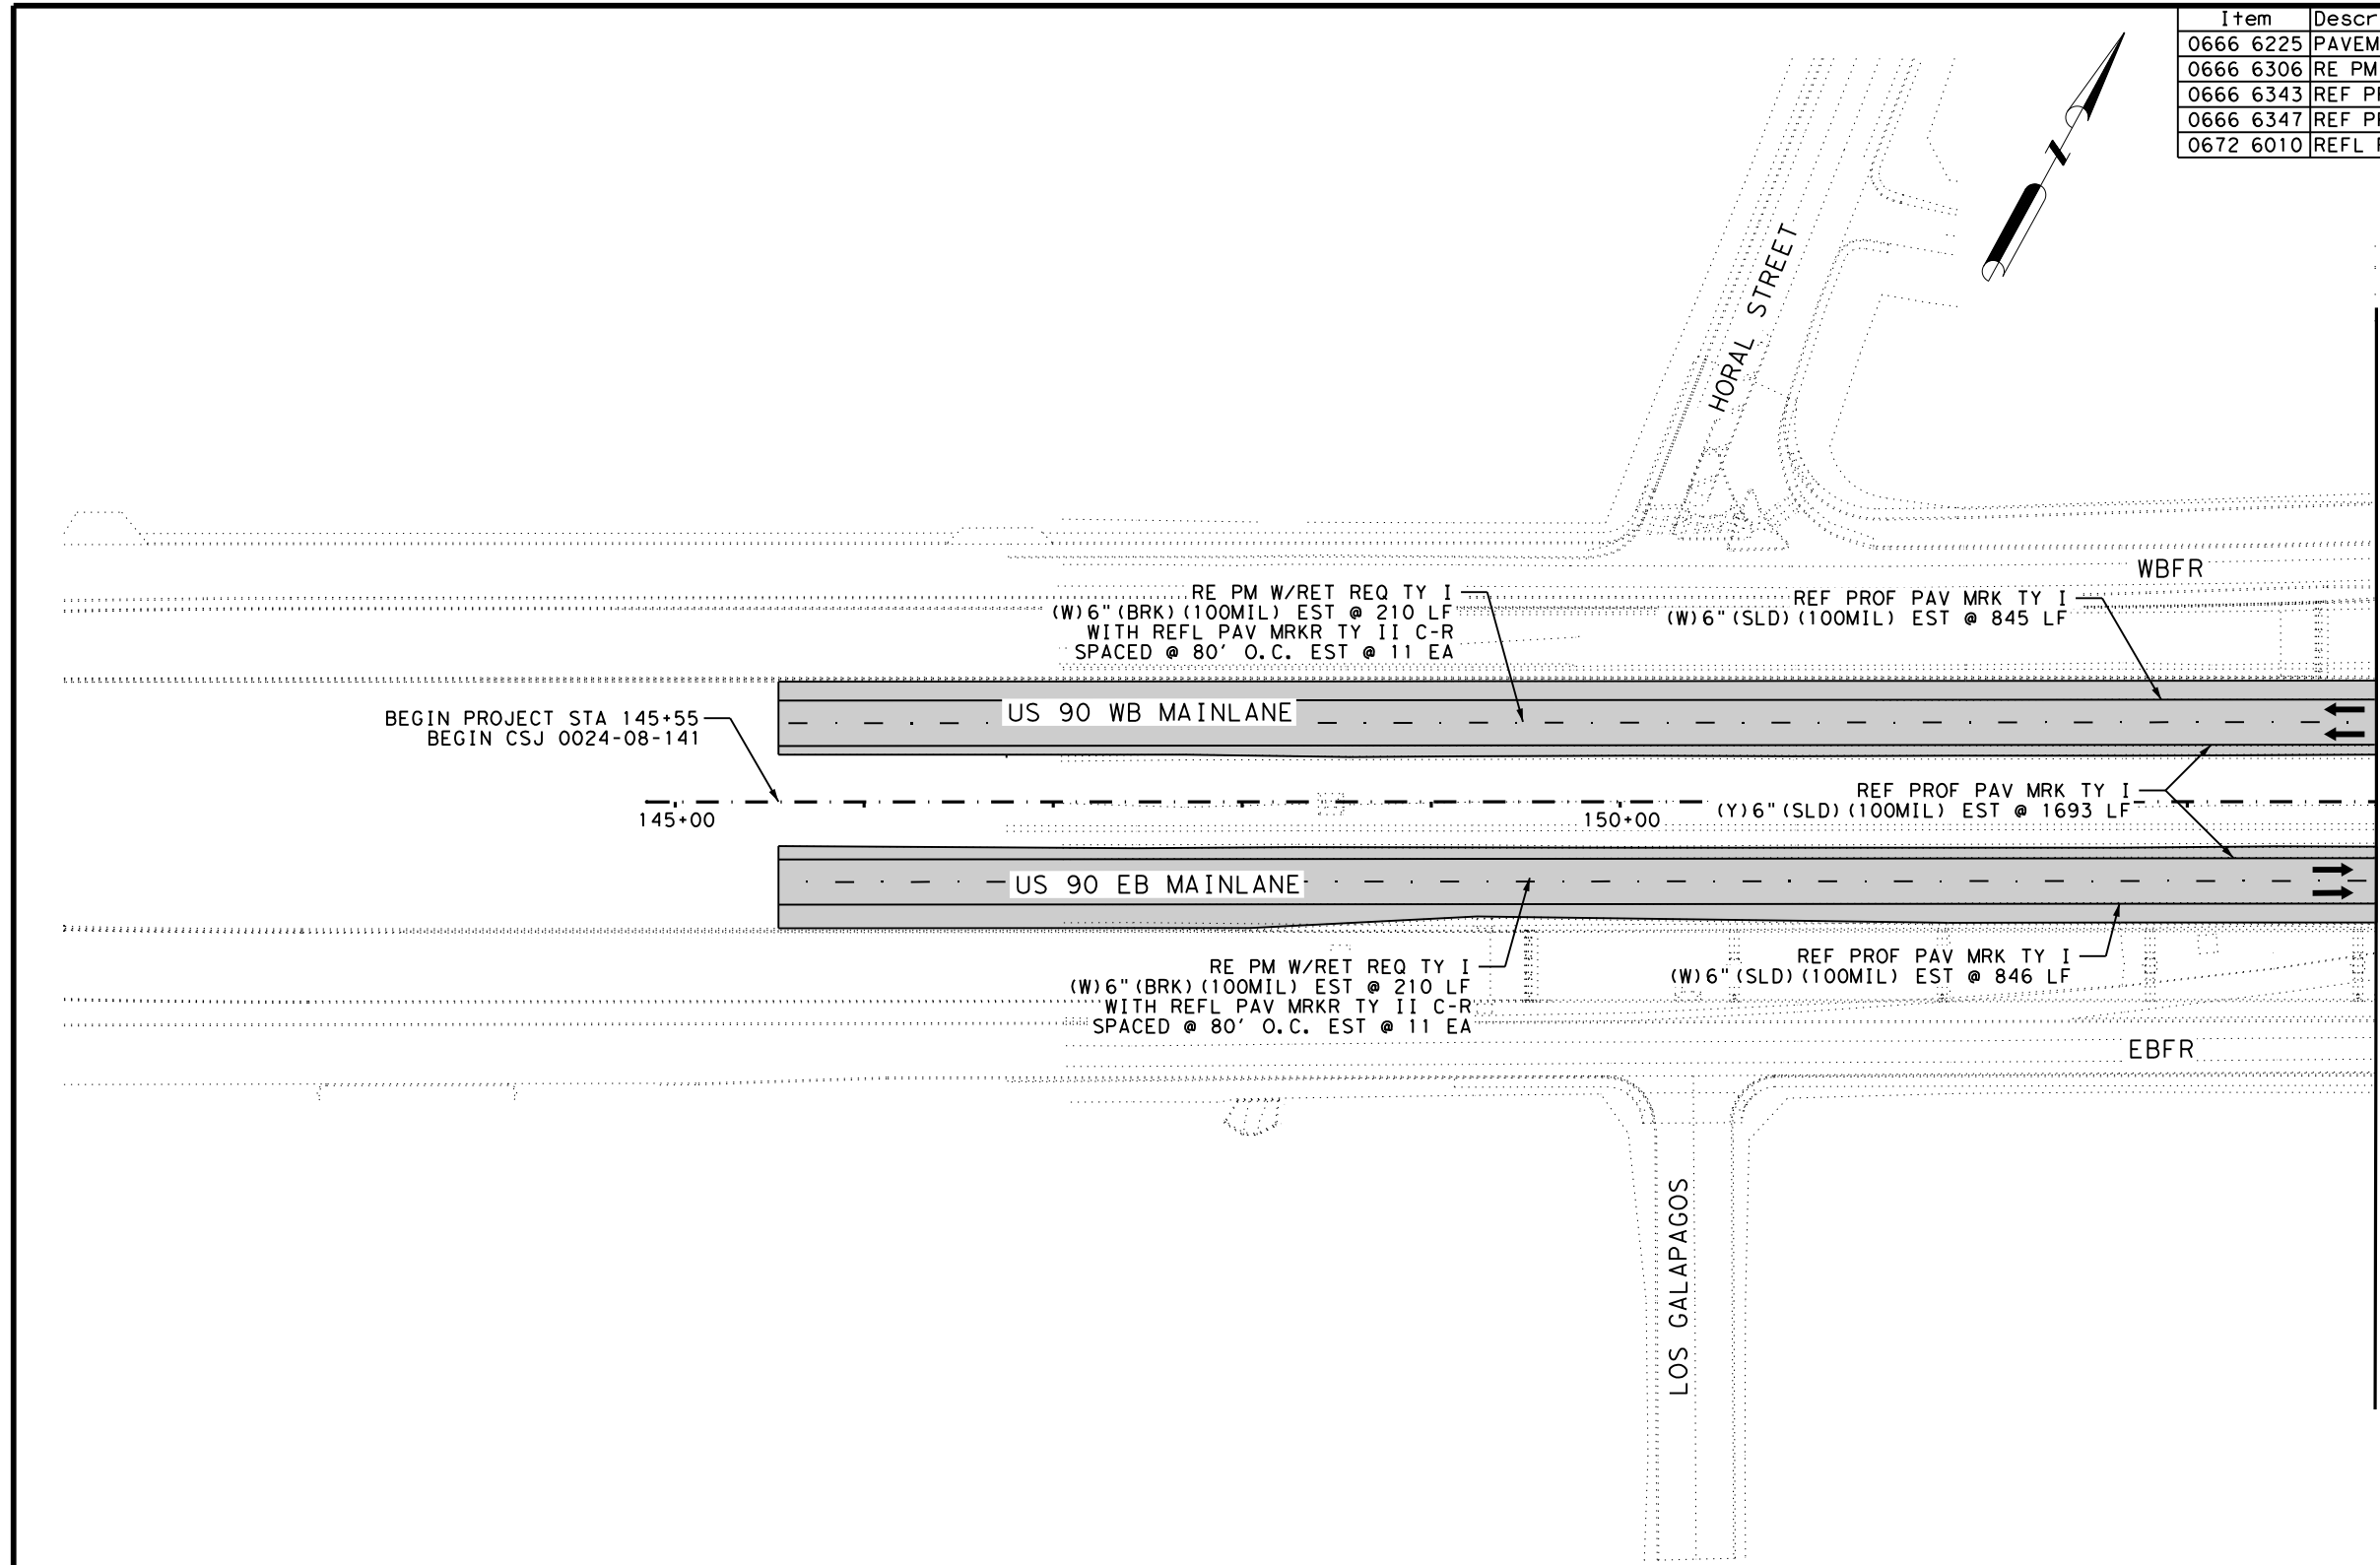 Item Descr
0666 6225 PAVEM
0666 6306 RE PM
0666 6343 REF
0666 6347 REF
0672 6010 REFL
HORAL STREET
WBFR
RE PM W/RET REQ TY I
(W)6"(BRK)(100MIL) EST @ 210 LF
WITH REFL PAV MRKR TY II C-R
SPACED @ 80' O.C. EST @ 11 EA
REF PROF PAV MRK TY I
(W)6"(SLD)(100MIL) EST @ 845 LF
US 90 WB MAINLANE
BEGIN PROJECT STA 145+55
BEGIN CSJ 0024-08-141
REF PROF PAV MRK TY I
(Y)6"(SLD)(100MIL) EST @ 1693 LF
145+00
150+00
US 90 EB MAINLANE
REF PROF PAV MRK TY I
(W)6"(SLD)(100MIL) EST @ 846 LF
RE PM W/RET REQ TY I
(W)6"(BRK)(100MIL) EST @ 210 LF
WITH REFL PAV MRKR TY II C-R
SPACED @ 80' O.C. EST @ 11 EA
EBFR
LOS GALAPAGOS